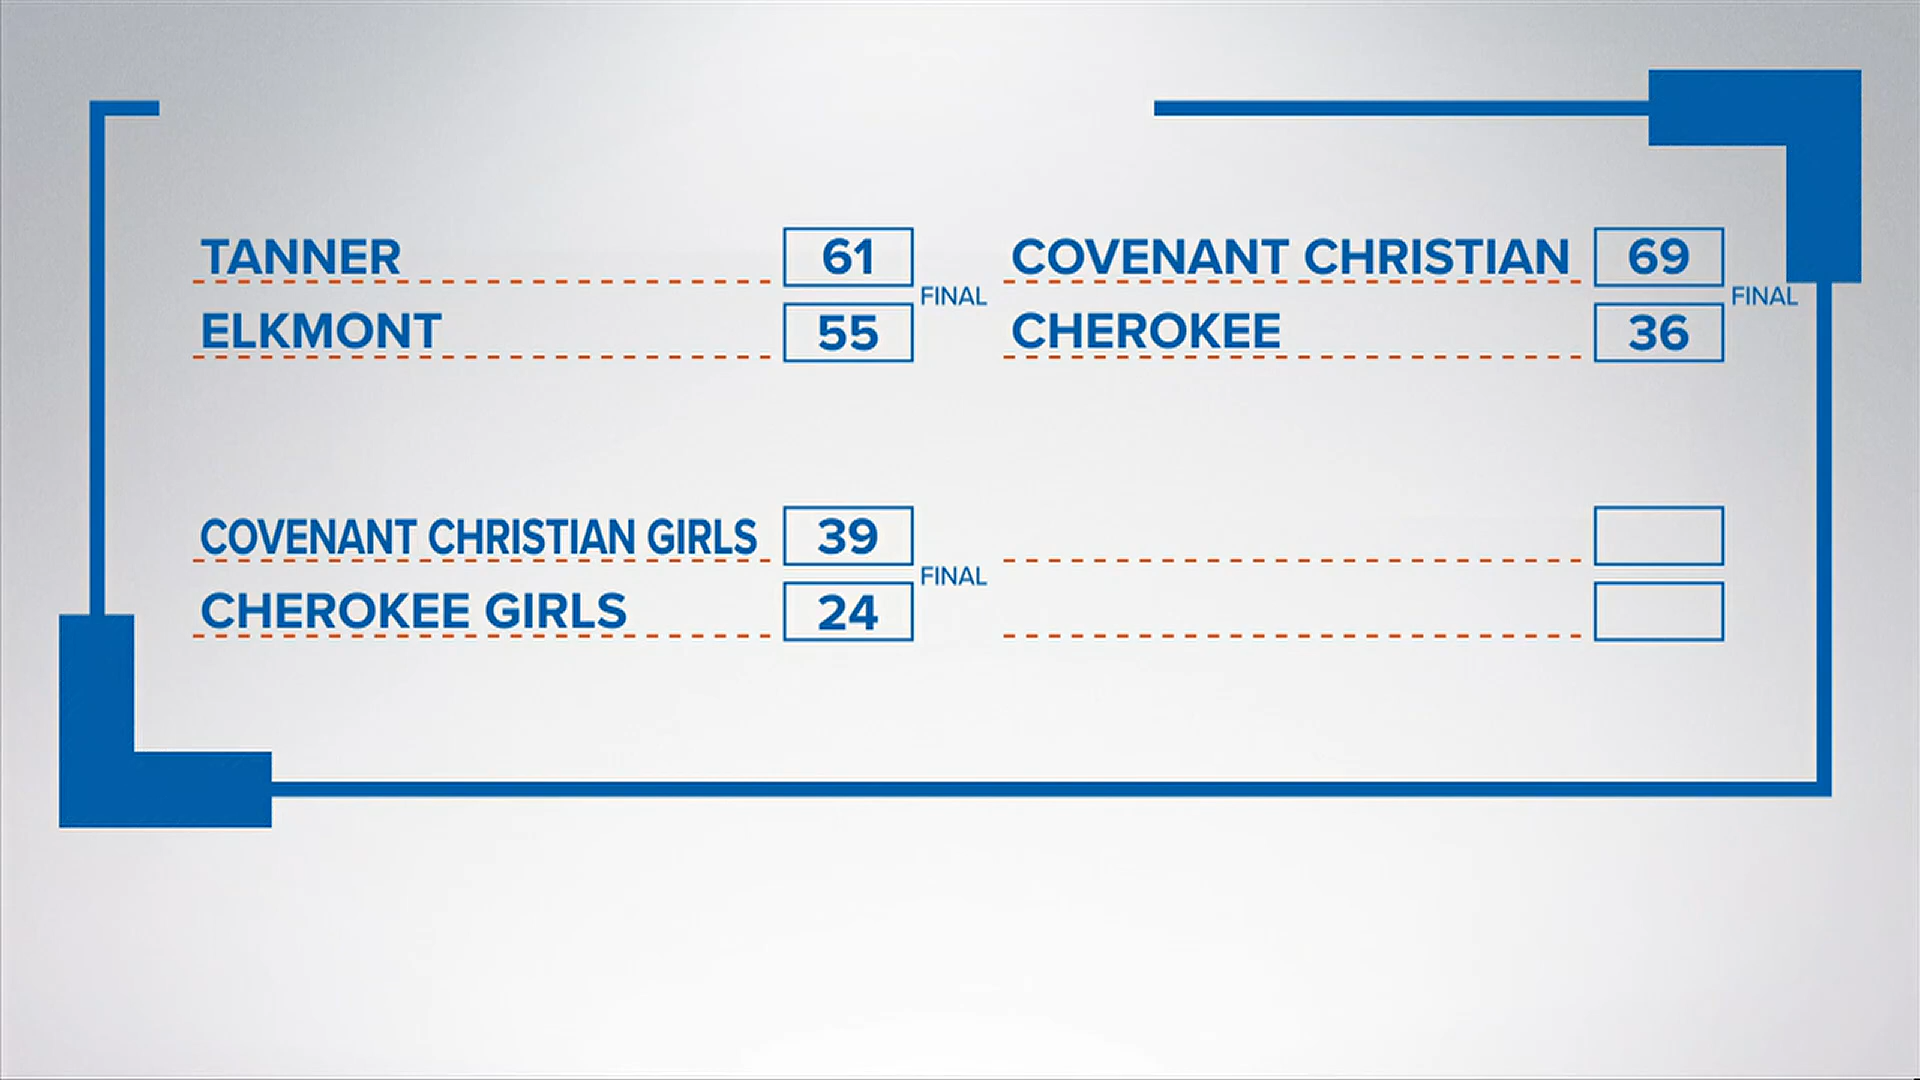 TANNER 61
FINAL
ELKMONT 55
COVENANT CHRISTIAN 69
FINAL
CHEROKEE 36
COVENANT CHRISTIAN GIRLS 39
FINAL
CHEROKEE GIRLS 24